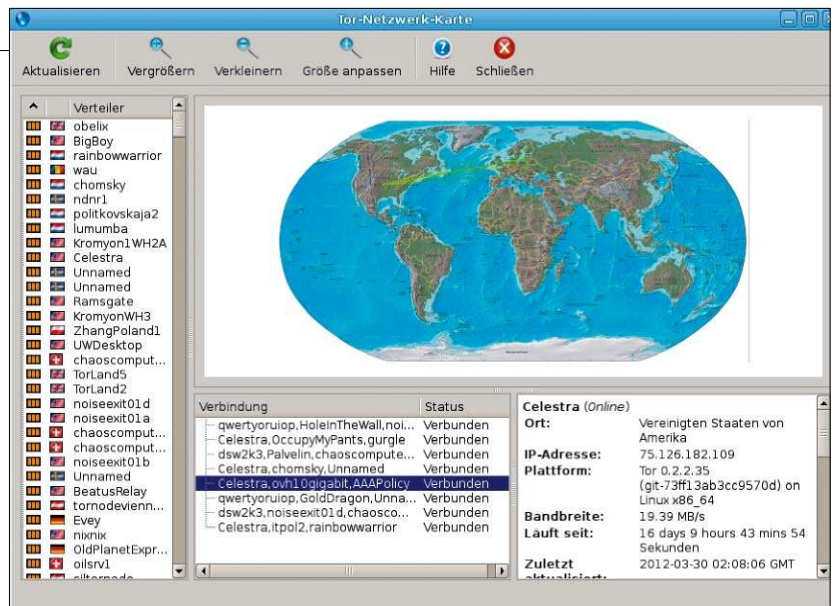 Tor-Netzwerk-Karte
Aktualisieren Vergrößern Verkleinern Größe anpassen Hilfe Schließen
Verteiler
obelix
BigBoy
rainbowwarrior
wau
chomsky
ndnr1
politkovskaja2
lumumba
Kromyon1WH2A
Celestra
Unnamed
Unnamed
Ramsgate
KromyonWH3
ZhangPoland1
UWDesktop
chaoscomput...
TorLand5
TorLand2
noiseexit01d
noiseexit01a
chaoscomput...
chaoscomput...
noiseexit01b
Unnamed
BeatusRelay
tornodevienn...
Evey
nixnix
OldPlanetExpr...
oilsrv1
Verbindung Status
qwertyoruiop,HoleInTheWall,noi... Verbunden
Celestra,OccupyMyPants,gurgle Verbunden
dsw2k3,Palvelin,chaoscompute... Verbunden
Celestra,chomsky,Unnamed Verbunden
Celestra,ovh10gigabit,AAAPolicy Verbunden
qwertyoruiop,GoldDragon,Unna... Verbunden
dsw2k3,noiseexit01d,chaosco... Verbunden
Celestra,itpol2,rainbowwarrior Verbunden
Celestra (Online)
Ort: Vereinigten Staaten von
Amerika
IP-Adresse: 75.126.182.109
Plattform: Tor 0.2.2.35
(git-73ff13ab3cc9570d) on
Linux x86_64
Bandbreite: 19.39 MB/s
Läuft seit: 16 days 9 hours 43 mins 54
Sekunden
Zuletzt 2012-03-30 02:08:06 GMT
aktualisiert: